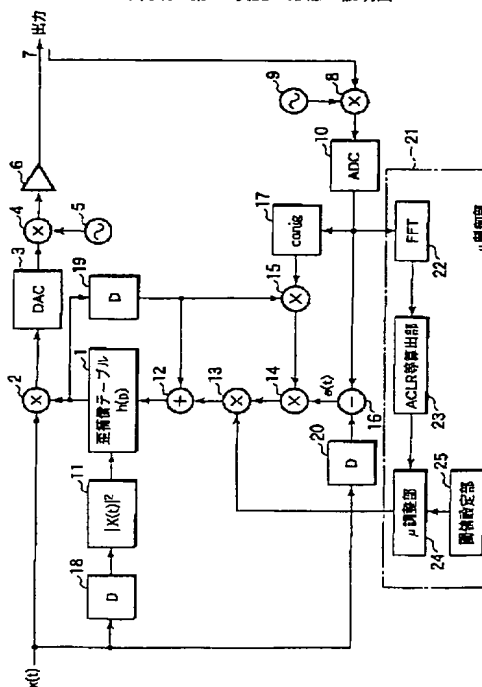 x(t)
18
D
11
|X(t)|²
1
歪補償テーブル
h(p)
2
X
3
DAC
4
X
5
6
7
出力
19
D
12
+
13
X
14
X
15
X
16
−
e(t)
17
conjg
20
D
8
X
9
10
ADC
21
22
FFT
23
ACLR等算出部
24
μ調整部
25
閾値設定部